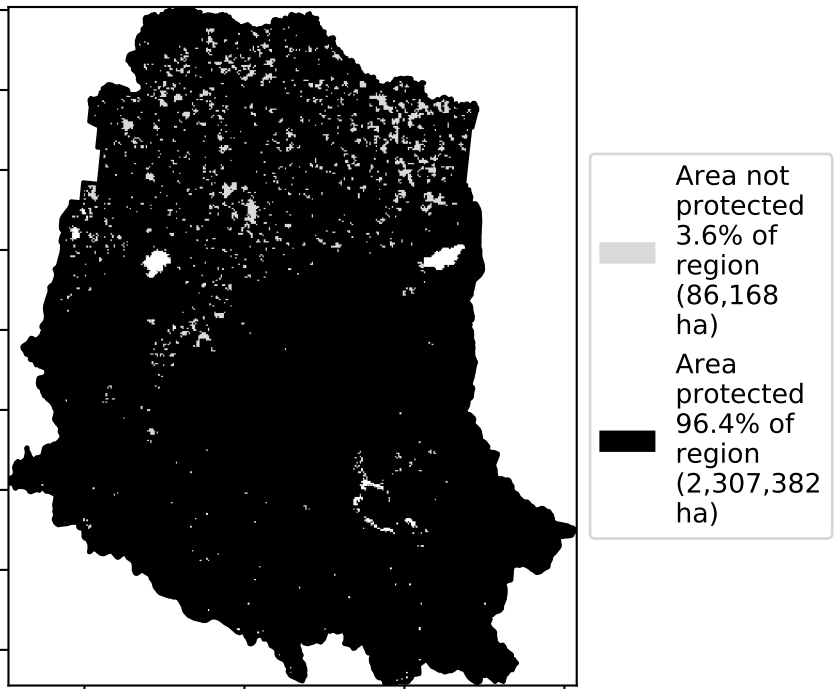 Area not
protected
3.6% of
region
(86,168
ha)
Area
protected
96.4% of
region
(2,307,382
ha)